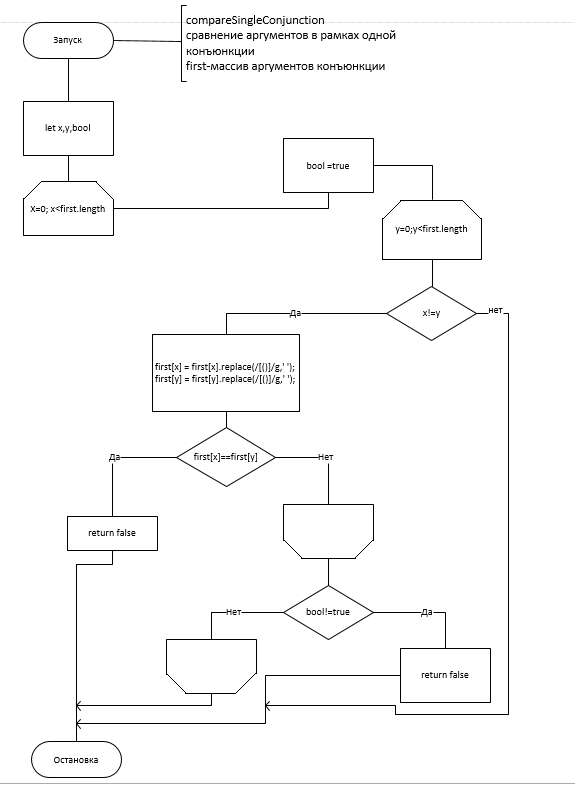 compareSingleConjunction
сравнение аргументов в рамках одной
конъюнкции
first-массив аргументов конъюнкции
Запуск
let x,y,bool
X=0; x<first.length
bool =true
y=0;y<first.length
x!=y
Да
нет
first[x] = first[x].replace(/[()]/g,' ');
first[y] = first[y].replace(/[()]/g,' ');
first[x]==first[y]
Да
Нет
return false
bool!=true
Нет
Да
return false
Остановка